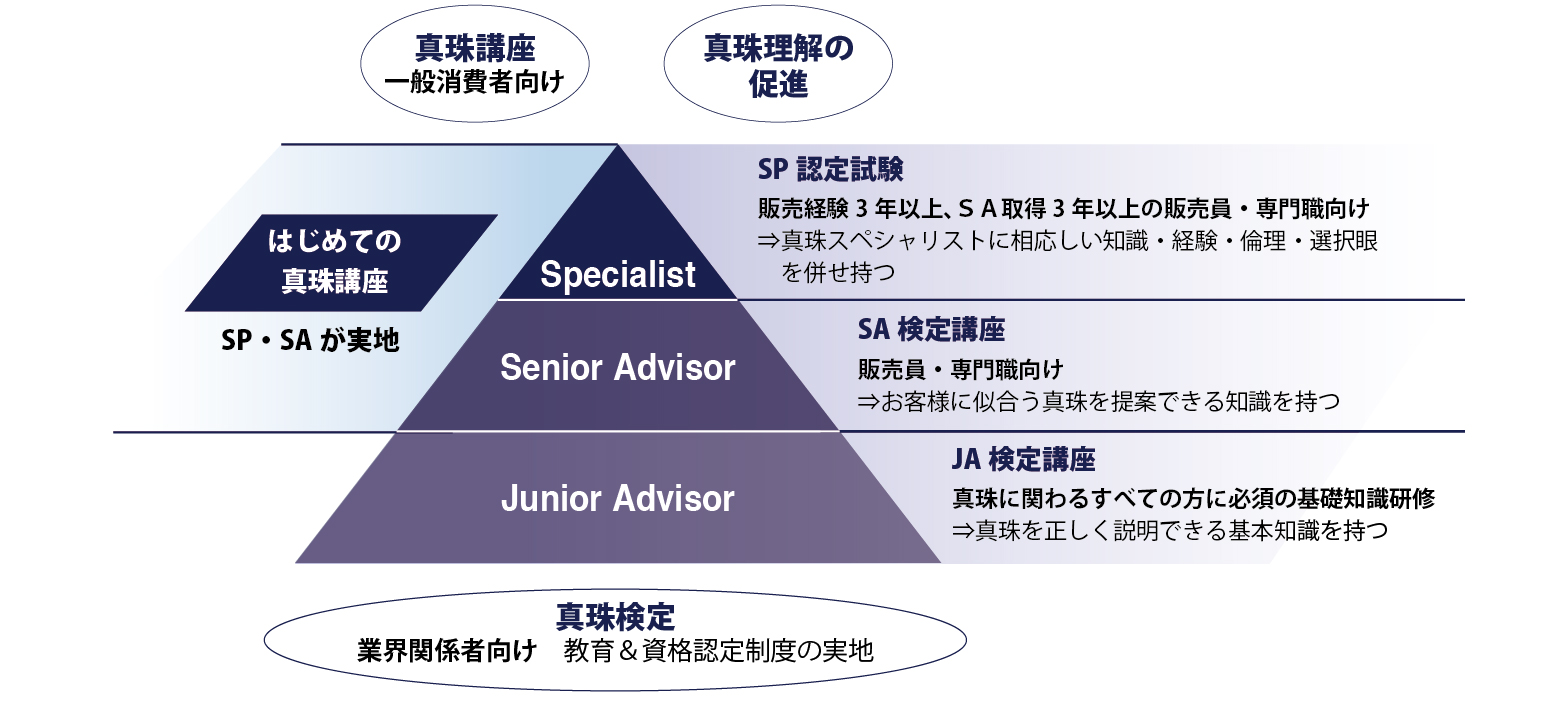 真珠講座
一般消費者向け
真珠理解の
促進
はじめての
真珠講座
SP・SA が実地
Specialist
SP 認定試験
販売経験 3 年以上、ＳＡ取得 3 年以上の販売員・専門職向け
⇒真珠スペシャリストに相応しい知識・経験・倫理・選択眼
を併せ持つ
Senior Advisor
SA 検定講座
販売員・専門職向け
⇒お客様に似合う真珠を提案できる知識を持つ
Junior Advisor
JA 検定講座
真珠に関わるすべての方に必須の基礎知識研修
⇒真珠を正しく説明できる基本知識を持つ
真珠検定
業界関係者向け　教育＆資格認定制度の実地